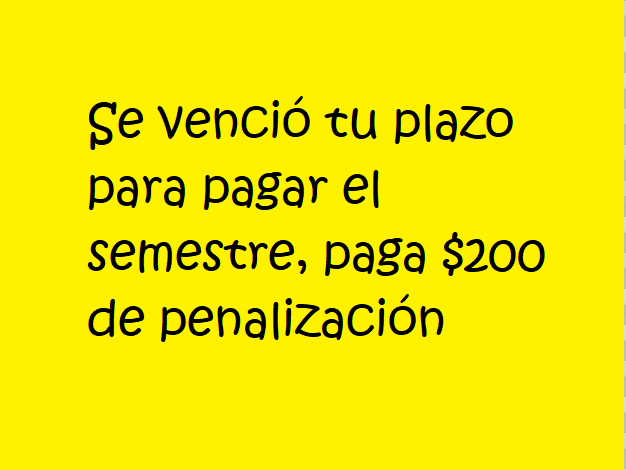 Se venció tu plazo
para pagar el
semestre, paga $200
de penalización